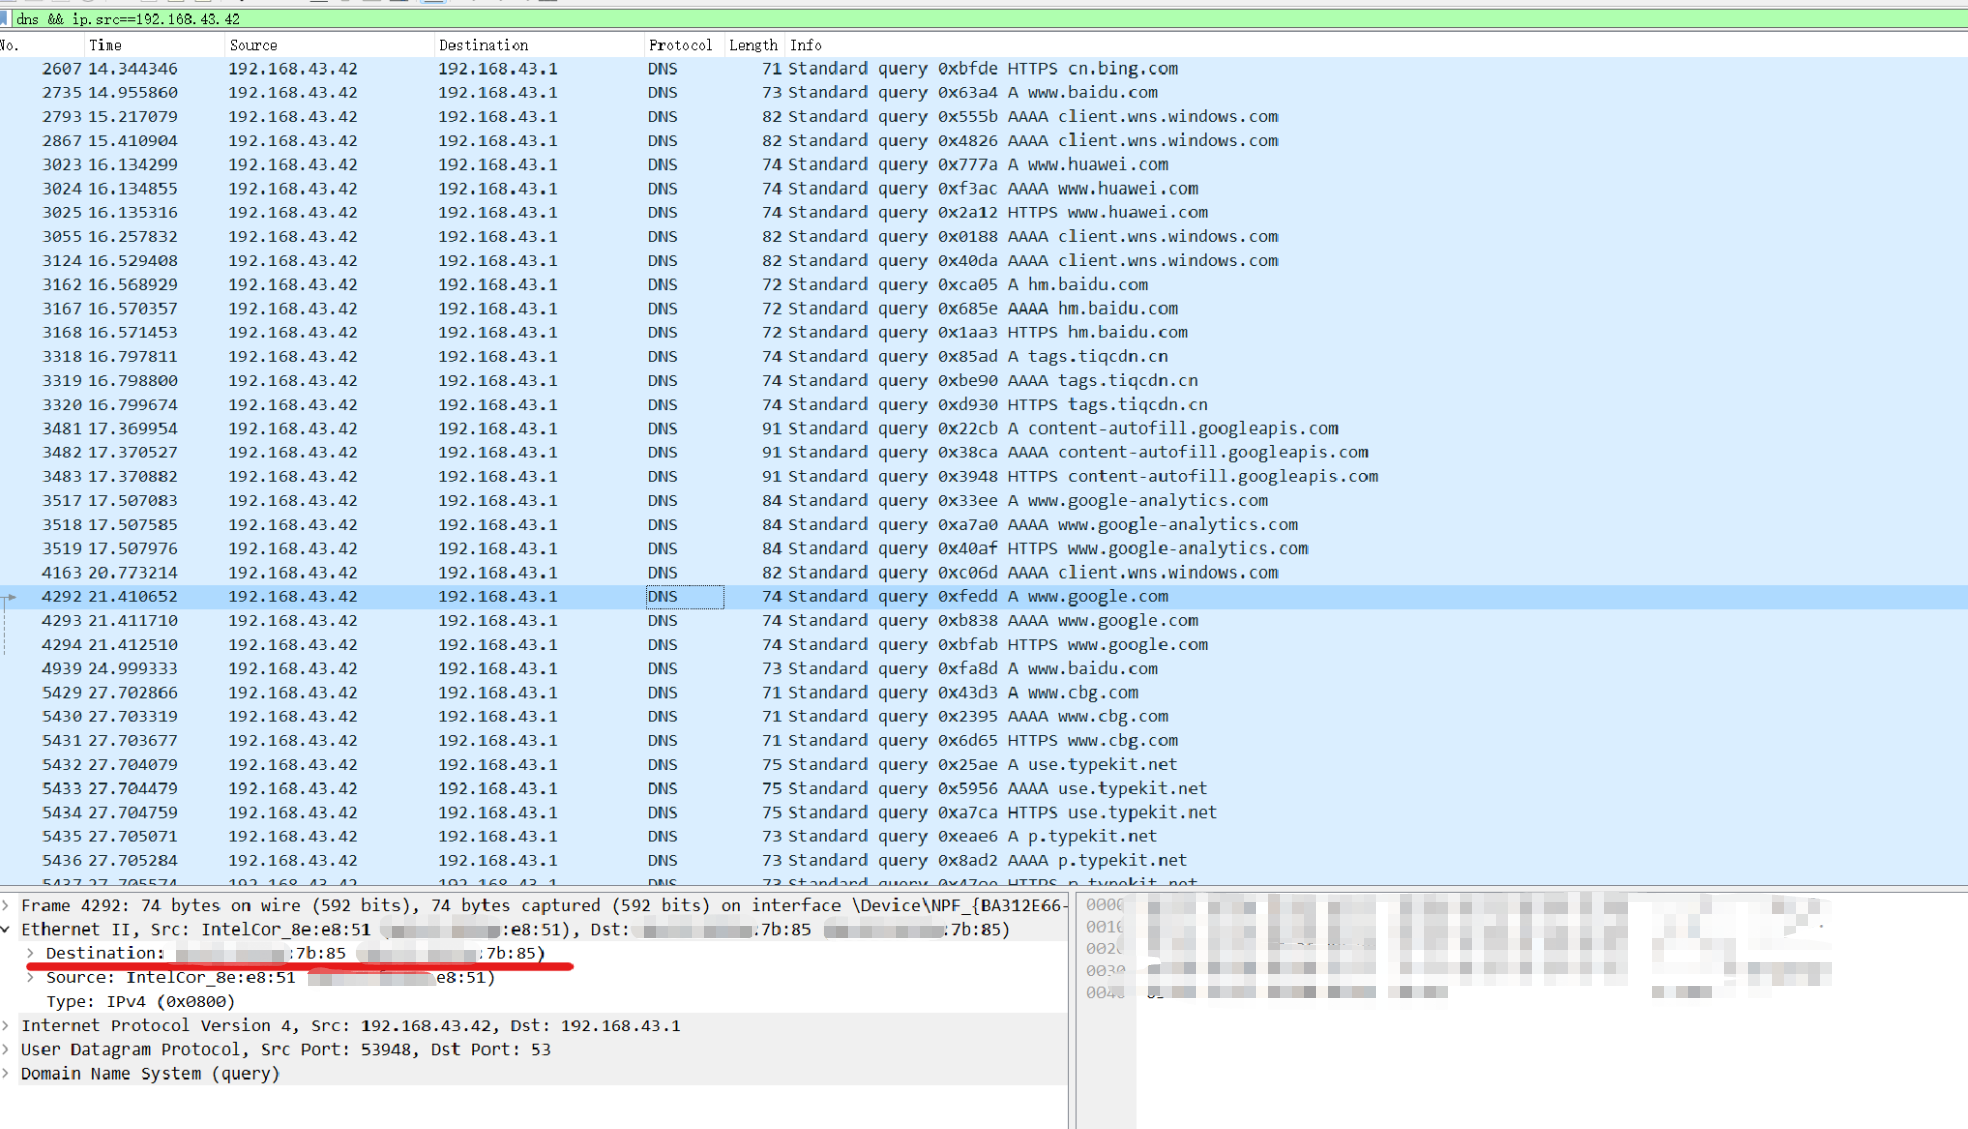 dns && ip.src==192.168.43.42
No. Time Source Destination Protocol Length Info
2607 14.344346 192.168.43.42 192.168.43.1 DNS 71 Standard query 0xbfde HTTPS cn.bing.com
2735 14.955860 192.168.43.42 192.168.43.1 DNS 73 Standard query 0x63a4 A www.baidu.com
2793 15.217079 192.168.43.42 192.168.43.1 DNS 82 Standard query 0x555b AAAA client.wns.windows.com
2867 15.410904 192.168.43.42 192.168.43.1 DNS 82 Standard query 0x4826 AAAA client.wns.windows.com
3023 16.134299 192.168.43.42 192.168.43.1 DNS 74 Standard query 0x777a A www.huawei.com
3024 16.134855 192.168.43.42 192.168.43.1 DNS 74 Standard query 0xf3ac AAAA www.huawei.com
3025 16.135316 192.168.43.42 192.168.43.1 DNS 74 Standard query 0x2a12 HTTPS www.huawei.com
3055 16.257832 192.168.43.42 192.168.43.1 DNS 82 Standard query 0x0188 AAAA client.wns.windows.com
3124 16.529408 192.168.43.42 192.168.43.1 DNS 82 Standard query 0x40da AAAA client.wns.windows.com
3162 16.568929 192.168.43.42 192.168.43.1 DNS 72 Standard query 0xca05 A hm.baidu.com
3167 16.570357 192.168.43.42 192.168.43.1 DNS 72 Standard query 0x685e AAAA hm.baidu.com
3168 16.571453 192.168.43.42 192.168.43.1 DNS 72 Standard query 0x1aa3 HTTPS hm.baidu.com
3318 16.797811 192.168.43.42 192.168.43.1 DNS 74 Standard query 0x85ad A tags.tiqcdn.cn
3319 16.798800 192.168.43.42 192.168.43.1 DNS 74 Standard query 0xbe90 AAAA tags.tiqcdn.cn
3320 16.799674 192.168.43.42 192.168.43.1 DNS 74 Standard query 0xd930 HTTPS tags.tiqcdn.cn
3481 17.369954 192.168.43.42 192.168.43.1 DNS 91 Standard query 0x22cb A content-autofill.googleapis.com
3482 17.370527 192.168.43.42 192.168.43.1 DNS 91 Standard query 0x38ca AAAA content-autofill.googleapis.com
3483 17.370882 192.168.43.42 192.168.43.1 DNS 91 Standard query 0x3948 HTTPS content-autofill.googleapis.com
3517 17.507083 192.168.43.42 192.168.43.1 DNS 84 Standard query 0x33ee A www.google-analytics.com
3518 17.507585 192.168.43.42 192.168.43.1 DNS 84 Standard query 0xa7a0 AAAA www.google-analytics.com
3519 17.507976 192.168.43.42 192.168.43.1 DNS 84 Standard query 0x40af HTTPS www.google-analytics.com
4163 20.773214 192.168.43.42 192.168.43.1 DNS 82 Standard query 0xc06d AAAA client.wns.windows.com
4292 21.410652 192.168.43.42 192.168.43.1 DNS 74 Standard query 0xfedd A www.google.com
4293 21.411710 192.168.43.42 192.168.43.1 DNS 74 Standard query 0xb838 AAAA www.google.com
4294 21.412510 192.168.43.42 192.168.43.1 DNS 74 Standard query 0xbfab HTTPS www.google.com
4939 24.999333 192.168.43.42 192.168.43.1 DNS 73 Standard query 0xfa8d A www.baidu.com
5429 27.702866 192.168.43.42 192.168.43.1 DNS 71 Standard query 0x43d3 A www.cbg.com
5430 27.703319 192.168.43.42 192.168.43.1 DNS 71 Standard query 0x2395 AAAA www.cbg.com
5431 27.703677 192.168.43.42 192.168.43.1 DNS 71 Standard query 0x6d65 HTTPS www.cbg.com
5432 27.704079 192.168.43.42 192.168.43.1 DNS 75 Standard query 0x25ae A use.typekit.net
5433 27.704479 192.168.43.42 192.168.43.1 DNS 75 Standard query 0x5956 AAAA use.typekit.net
5434 27.704759 192.168.43.42 192.168.43.1 DNS 75 Standard query 0xa7ca HTTPS use.typekit.net
5435 27.705071 192.168.43.42 192.168.43.1 DNS 73 Standard query 0xeae6 A p.typekit.net
5436 27.705284 192.168.43.42 192.168.43.1 DNS 73 Standard query 0x8ad2 AAAA p.typekit.net
5437 27.705574 192.168.43.42 192.168.43.1 DNS 73 Standard query HTTPS p.typekit.net
Frame 4292: 74 bytes on wire (592 bits), 74 bytes captured (592 bits) on interface \Device\NPF_{BA312E66-
Ethernet II, Src: IntelCor_8e:e8:51 ( :e8:51), Dst: :7b:85 ( :7b:85)
Destination: :7b:85 ( :7b:85)
Source: IntelCor_8e:e8:51 ( e8:51)
Type: IPv4 (0x0800)
Internet Protocol Version 4, Src: 192.168.43.42, Dst: 192.168.43.1
User Datagram Protocol, Src Port: 53948, Dst Port: 53
Domain Name System (query)
0000
0010
0020
0030